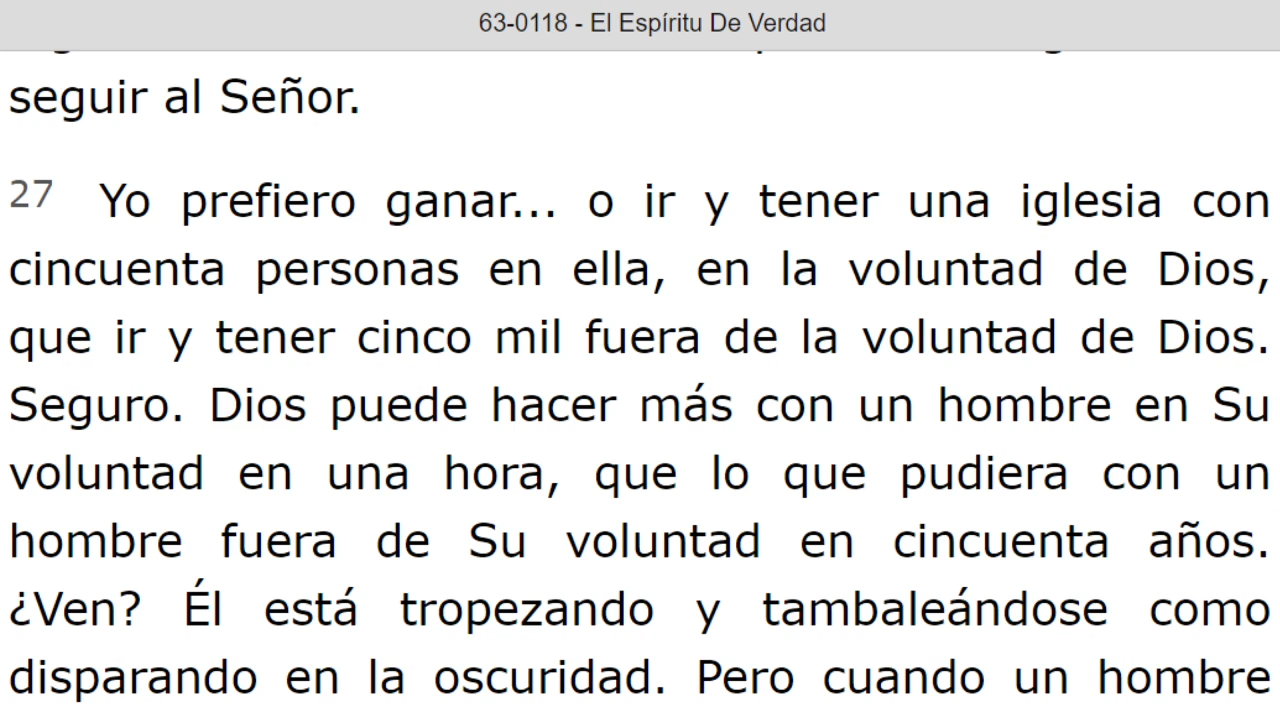 63-0118 - El Espíritu De Verdad
seguir al Señor.
27 Yo prefiero ganar... o ir y tener una iglesia con
cincuenta personas en ella, en la voluntad de Dios,
que ir y tener cinco mil fuera de la voluntad de Dios.
Seguro. Dios puede hacer más con un hombre en Su
voluntad en una hora, que lo que pudiera con un
hombre fuera de Su voluntad en cincuenta años.
¿Ven? Él está tropezando y tambaleándose como
disparando en la oscuridad. Pero cuando un hombre